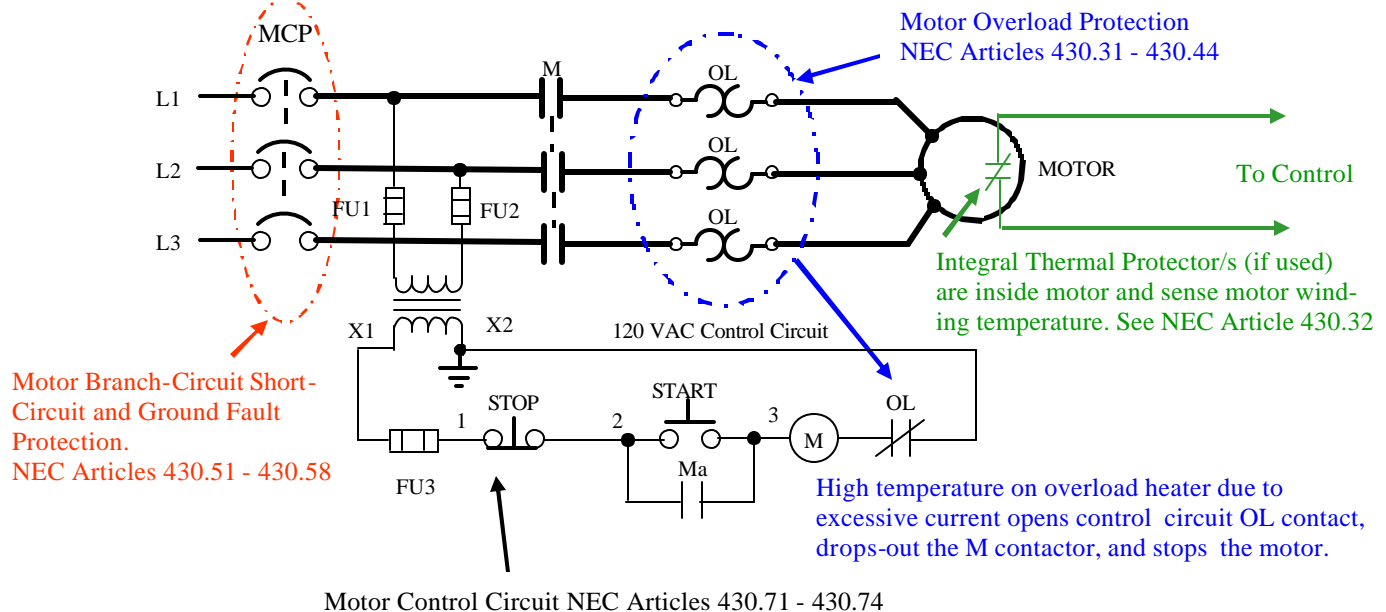 MCP
Motor Overload Protection
NEC Articles 430.31 - 430.44
M
OL
L1
OL
L2
MOTOR
To Control
FU1
FU2
OL
L3
Integral Thermal Protector/s (if used)
are inside motor and sense motor wind-
ing temperature. See NEC Article 430.32
X1
X2
120 VAC Control Circuit
Motor Branch-Circuit Short-
Circuit and Ground Fault
Protection.
NEC Articles 430.51 - 430.58
STOP
START
OL
1
2
3
M
Ma
FU3
High temperature on overload heater due to
excessive current opens control circuit OL contact,
drops-out the M contactor, and stops the motor.
Motor Control Circuit NEC Articles 430.71 - 430.74